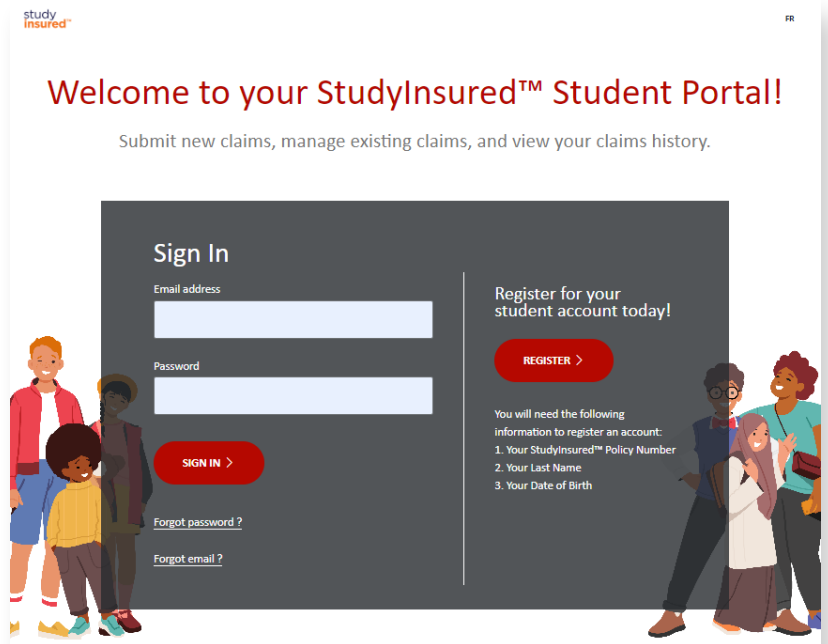 study
insured™
FR
Welcome to your StudyInsured™ Student Portal!
Submit new claims, manage existing claims, and view your claims history.
Sign In
Email address
Password
SIGN IN >
Forgot password ?
Forgot email ?
Register for your
student account today!
REGISTER >
You will need the following
information to register an account:
1. Your StudyInsured™ Policy Number
2. Your Last Name
3. Your Date of Birth